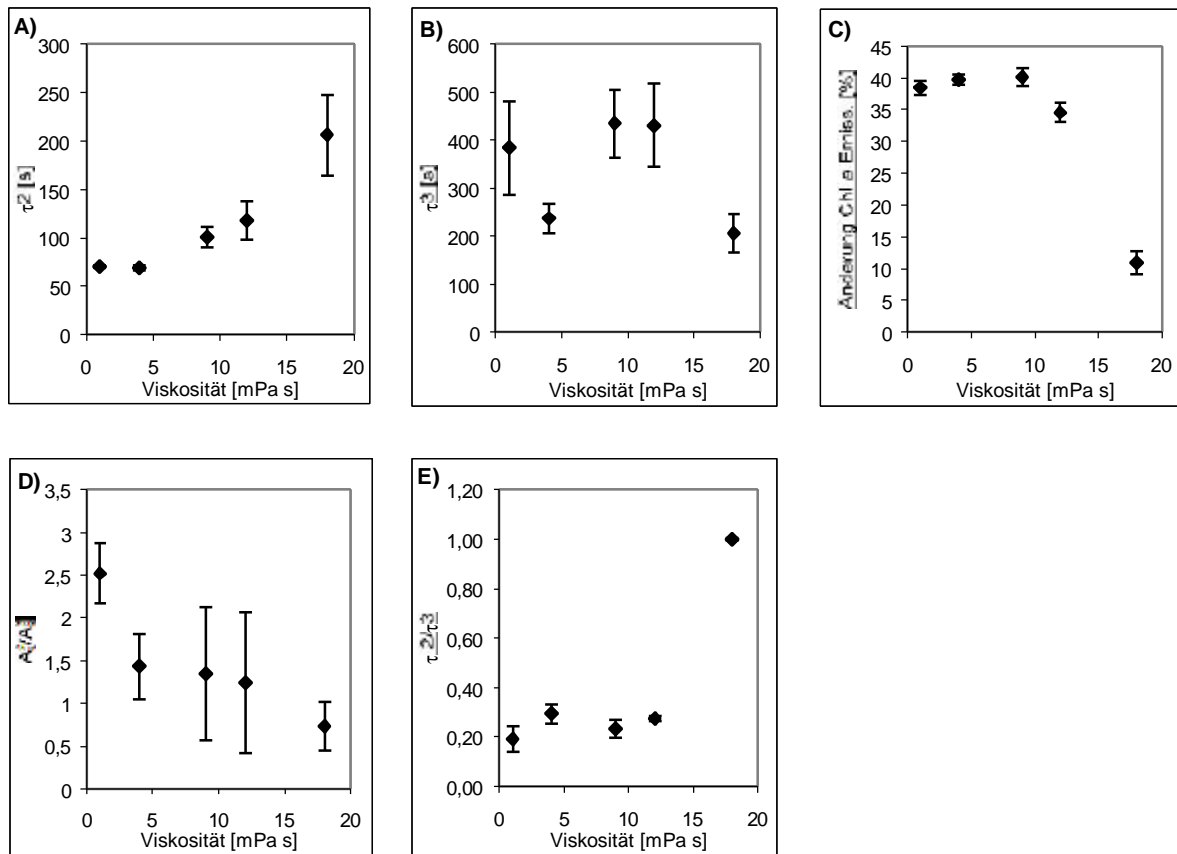 A)
300
250
200
150
100
50
0
τ2 [s]
0 5 10 15 20
Viskosität [mPa s]
B)
600
500
400
300
200
100
0
τ3 [s]
0 5 10 15 20
Viskosität [mPa s]
C)
45
40
35
30
25
20
15
10
5
0
Änderung Chl a Emiss. [%]
0 5 10 15 20
Viskosität [mPa s]
D)
3,5
3
2,5
2
1,5
1
0,5
0
0 5 10 15 20
Viskosität [mPa s]
E)
1,20
1,00
0,80
0,60
0,40
0,20
0,00
τ2/τ3
0 5 10 15 20
Viskosität [mPa s]